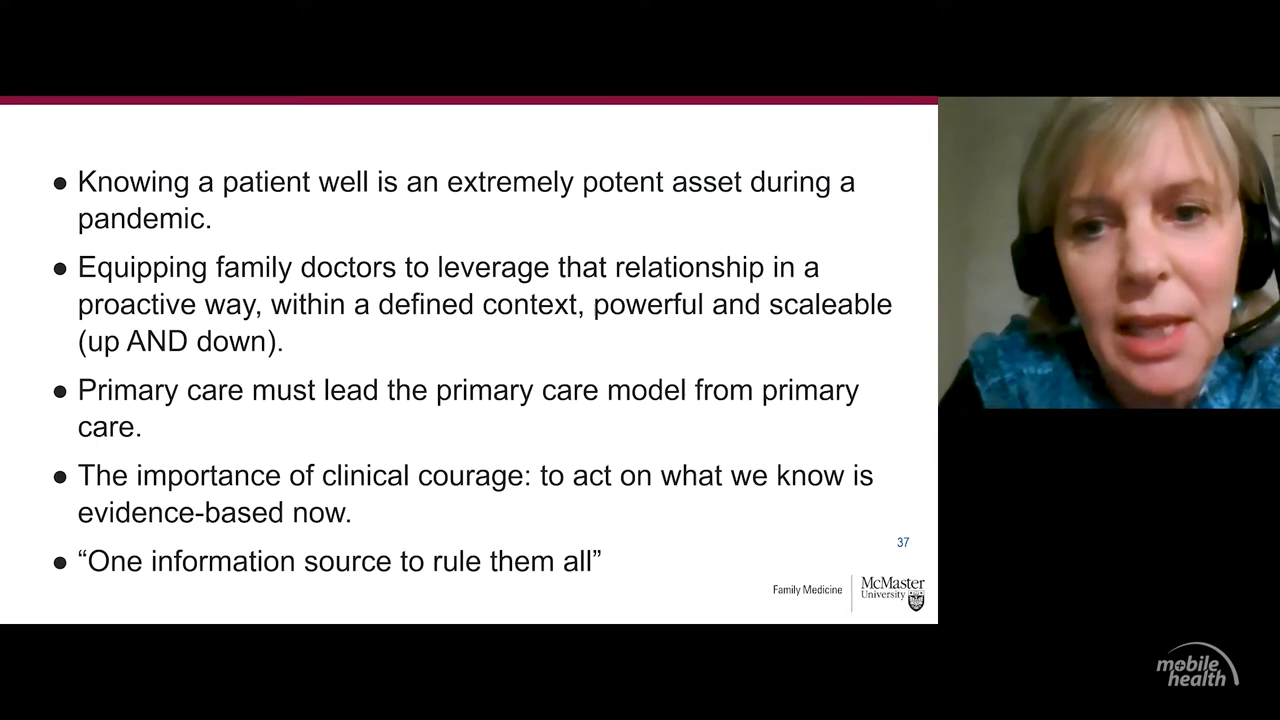 ● Knowing a patient well is an extremely potent asset during a
pandemic.
● Equipping family doctors to leverage that relationship in a
proactive way, within a defined context, powerful and scaleable
(up AND down).
● Primary care must lead the primary care model from primary
care.
● The importance of clinical courage: to act on what we know is
evidence-based now.
● “One information source to rule them all”
37
Family Medicine
McMaster
University
mobile
health